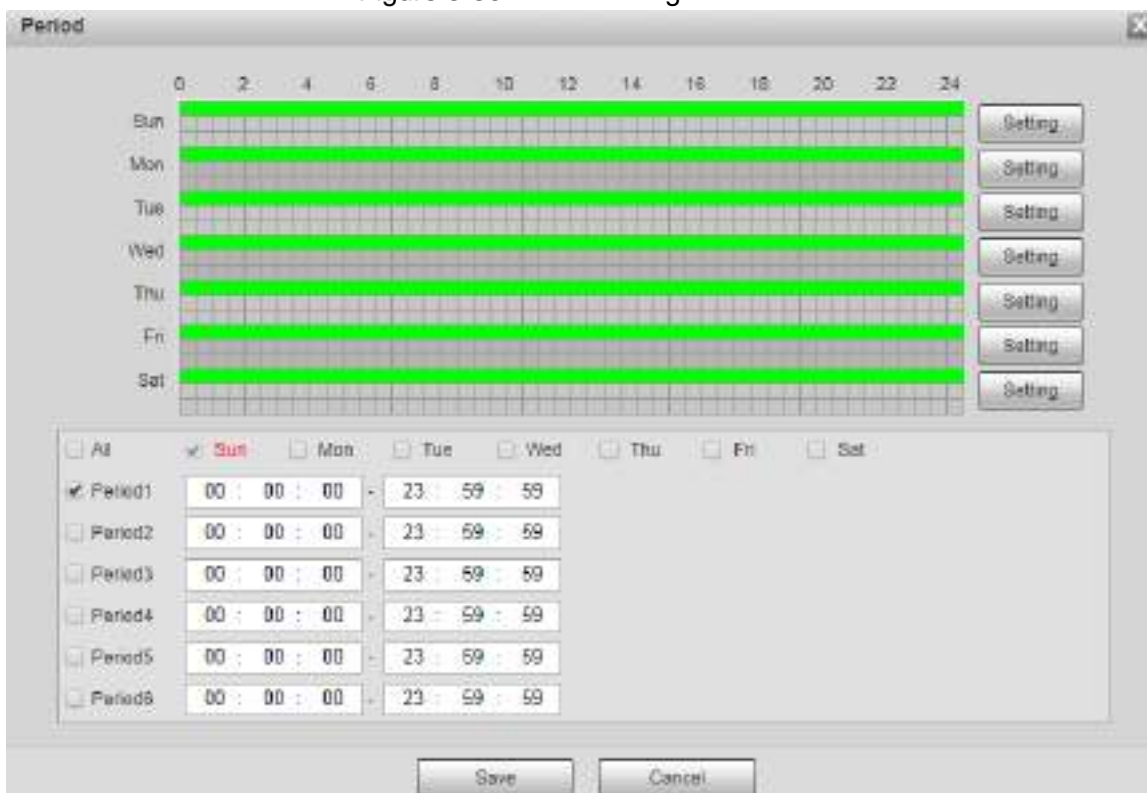 Period
0 2 4 6 8 10 12 14 16 18 20 22 24
Sun Setting
Mon Setting
Tue Setting
Wed Setting
Thu Setting
Fri Setting
Sat Setting
All Sun Mon Tue Wed Thu Fri Sat
Period1 00 : 00 : 00 - 23 : 59 : 59
Period2 00 : 00 : 00 - 23 : 59 : 59
Period3 00 : 00 : 00 - 23 : 59 : 59
Period4 00 : 00 : 00 - 23 : 59 : 59
Period5 00 : 00 : 00 - 23 : 59 : 59
Period6 00 : 00 : 00 - 23 : 59 : 59
Save Cancel